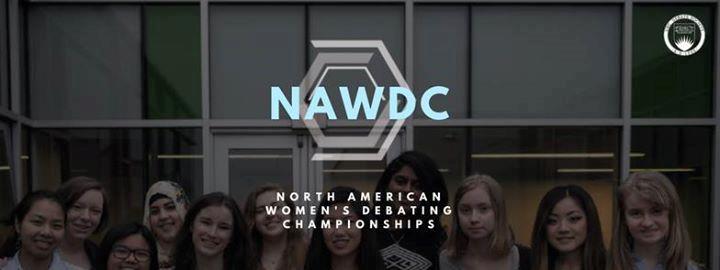 NAWDC
NORTH AMERICAN
WOMEN'S DEBATING
CHAMPIONSHIPS